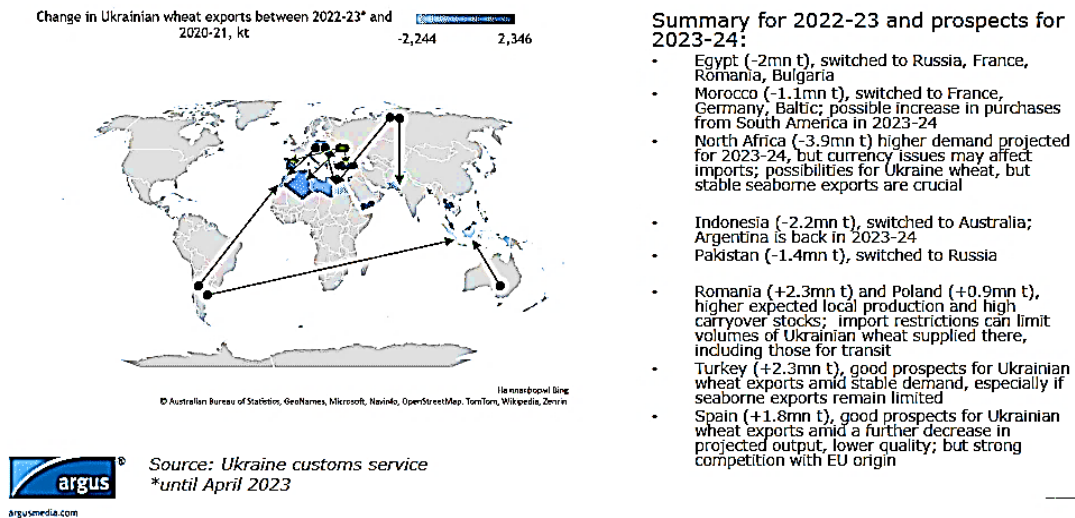 Change in Ukrainian wheat exports between 2022-23* and
2020-21, kt
-2,244 2,346
© Australian Bureau of Statistics, GeoNames, Microsoft, Navinfo, OpenStreetMap, TomTom, Wikipedia, Zenrin
argus
argusmedia.com
Source: Ukraine customs service
*until April 2023
Summary for 2022-23 and prospects for
2023-24:
• Egypt (-2mn t), switched to Russia, France,
Romania, Bulgaria
• Morocco (-1.1mn t), switched to France,
Germany, Baltic; possible increase in purchases
from South America in 2023-24
• North Africa (-3.9mn t) higher demand projected
for 2023-24, but currency issues may affect
imports; possibilities for Ukraine wheat, but
stable seaborne exports are crucial
• Indonesia (-2.2mn t), switched to Australia;
Argentina is back in 2023-24
• Pakistan (-1.4mn t), switched to Russia
• Romania (+2.3mn t) and Poland (+0.9mn t),
higher expected local production and high
carryover stocks; import restrictions can limit
volumes of Ukrainian wheat supplied there,
including those for transit
• Turkey (+2.3mn t), good prospects for Ukrainian
wheat exports amid stable demand, especially if
seaborne exports remain limited
• Spain (+1.8mn t), good prospects for Ukrainian
wheat exports amid a further decrease in
projected output, lower quality; but strong
competition with EU origin